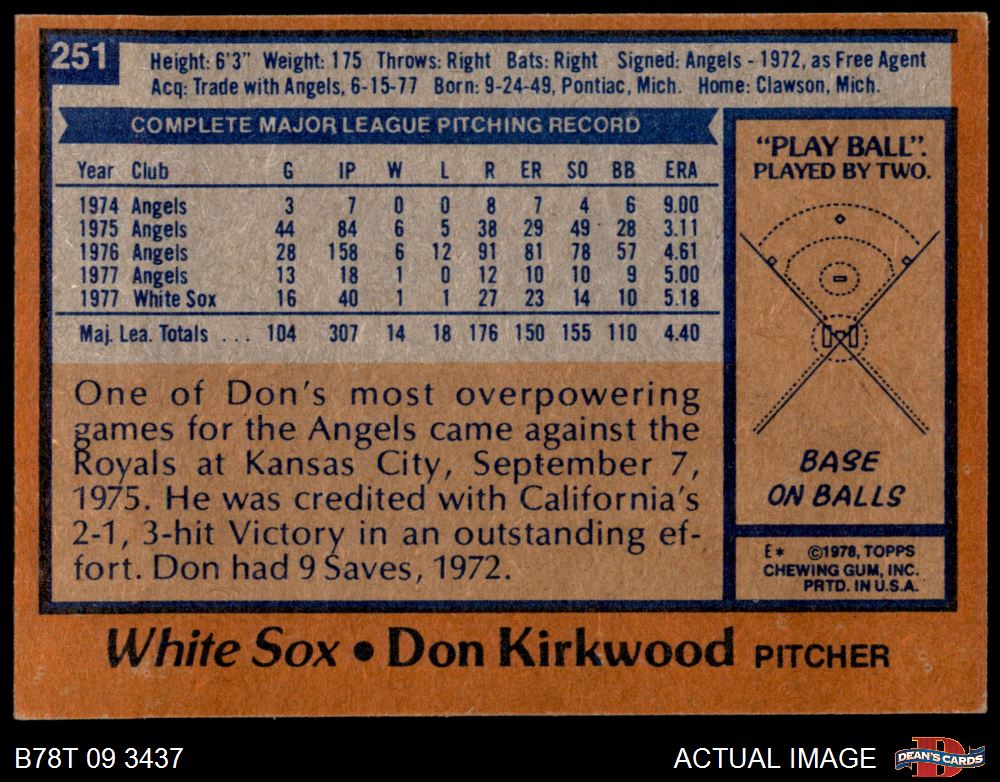 251
Height: 6'3" Weight: 175 Throws: Right Bats: Right Signed: Angels - 1972, as Free Agent
Acq: Trade with Angels, 6-15-77 Born: 9-24-49, Pontiac, Mich. Home: Clawson, Mich.
COMPLETE MAJOR LEAGUE PITCHING RECORD
Year Club G IP W L R ER SO BB ERA
1974 Angels 3 7 0 0 8 7 4 6 9.00
1975 Angels 44 84 6 5 38 29 49 28 3.11
1976 Angels 28 158 6 12 91 81 78 57 4.61
1977 Angels 13 18 1 0 12 10 10 9 5.00
1977 White Sox 16 40 1 1 27 23 14 10 5.18
Maj. Lea. Totals ... 104 307 14 18 176 150 155 110 4.40
One of Don's most overpowering
games for the Angels came against the
Royals at Kansas City, September 7,
1975. He was credited with California's
2-1, 3-hit Victory in an outstanding ef-
fort. Don had 9 Saves, 1972.
"PLAY BALL".
PLAYED BY TWO.
BASE
ON BALLS
E* ©1978, TOPPS
CHEWING GUM, INC.
PRTD. IN U.S.A.
White Sox • Don Kirkwood PITCHER
B78T 09 3437
ACTUAL IMAGE
D
DEAN'S CARDS